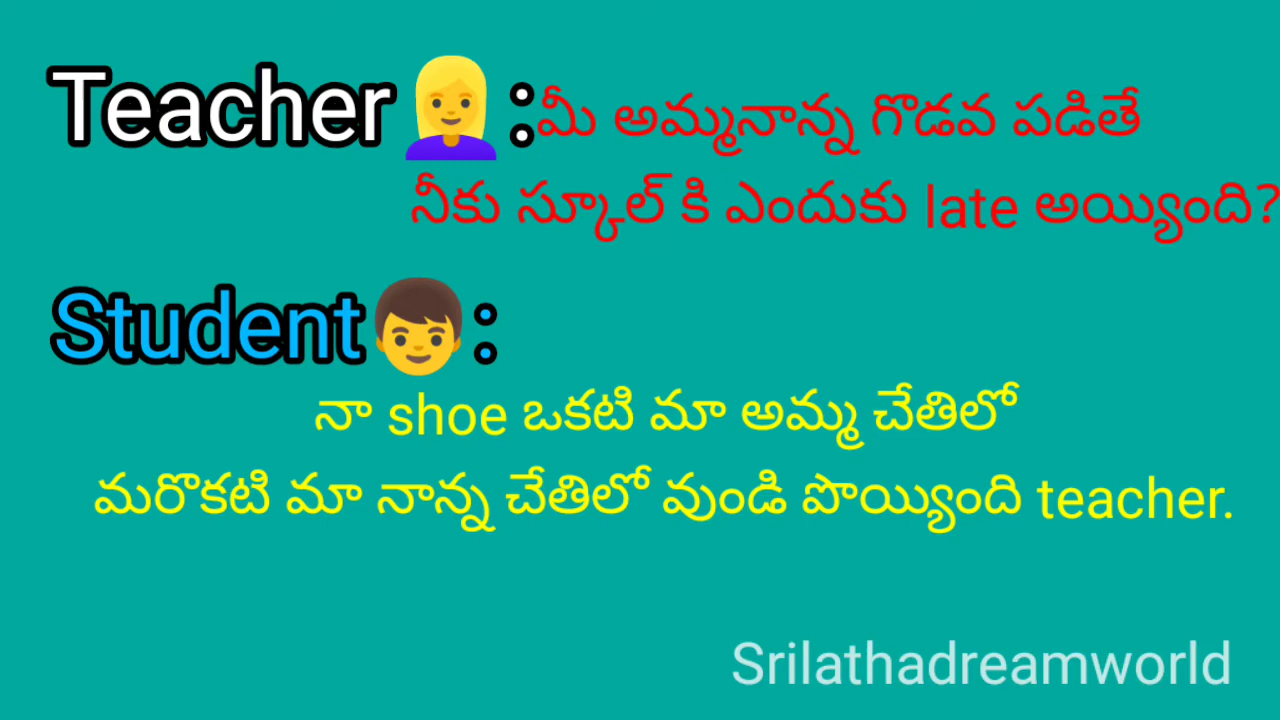 Teacher👱‍♀️:మీ అమ్మనాన్న గొడవ పడితే
నీకు స్కూల్ కి ఎందుకు late అయ్యింది?
Student👦:
నా shoe ఒకటి మా అమ్మ చేతిలో
మరొకటి మా నాన్న చేతిలో వుండి పొయ్యింది teacher.
Srilathadreamworld